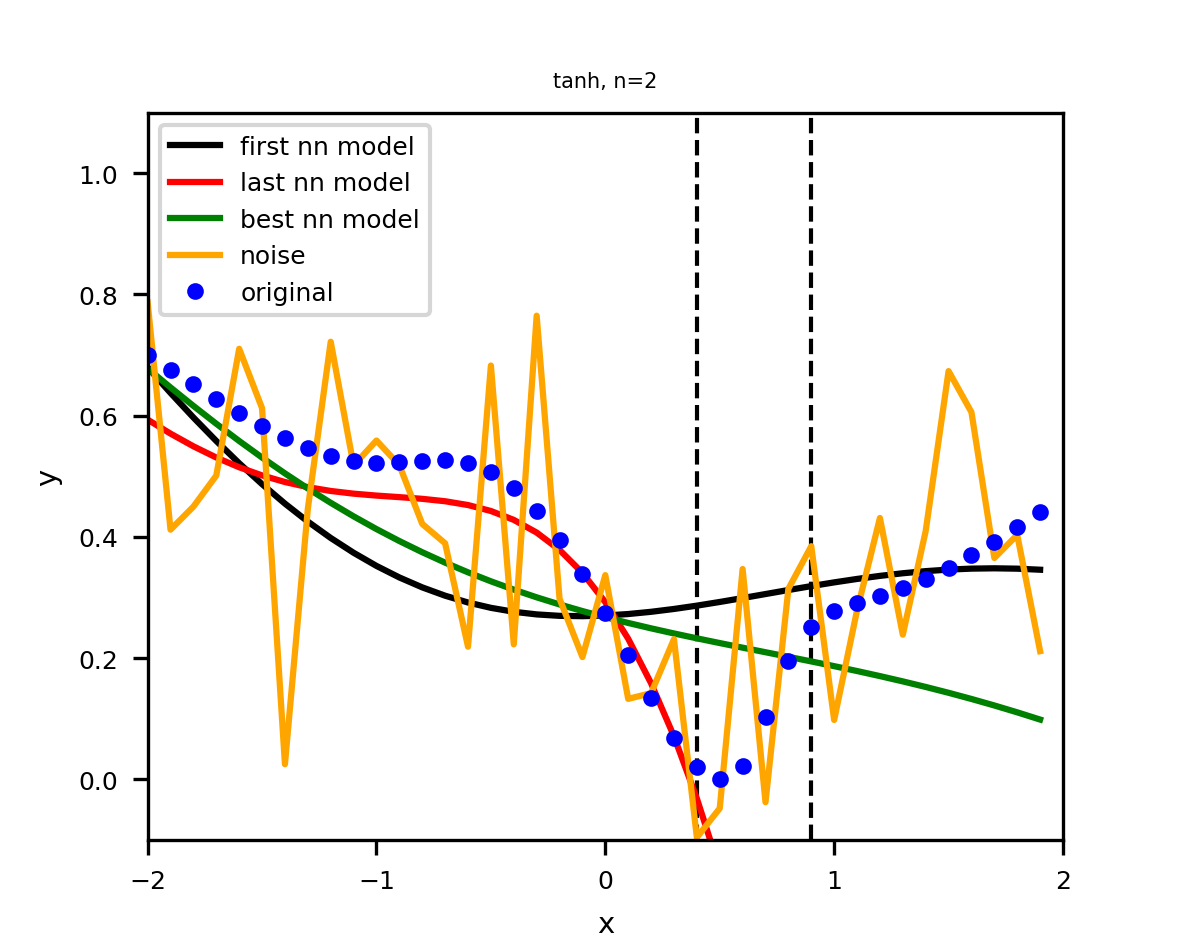 tanh, n=2
first nn model
last nn model
best nn model
noise
original
1.0
0.8
0.6
0.4
0.2
0.0
y
−2 −1 0 1 2
x